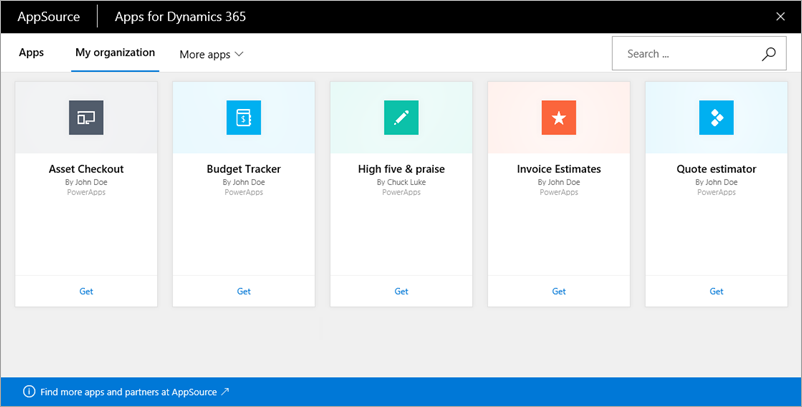 AppSource Apps for Dynamics 365
Apps My organization More apps Search ...
Asset Checkout
By John Doe
PowerApps
Get
Budget Tracker
By John Doe
PowerApps
Get
High five & praise
By Chuck Luke
PowerApps
Get
Invoice Estimates
By John Doe
PowerApps
Get
Quote estimator
By John Doe
PowerApps
Get
Find more apps and partners at AppSource